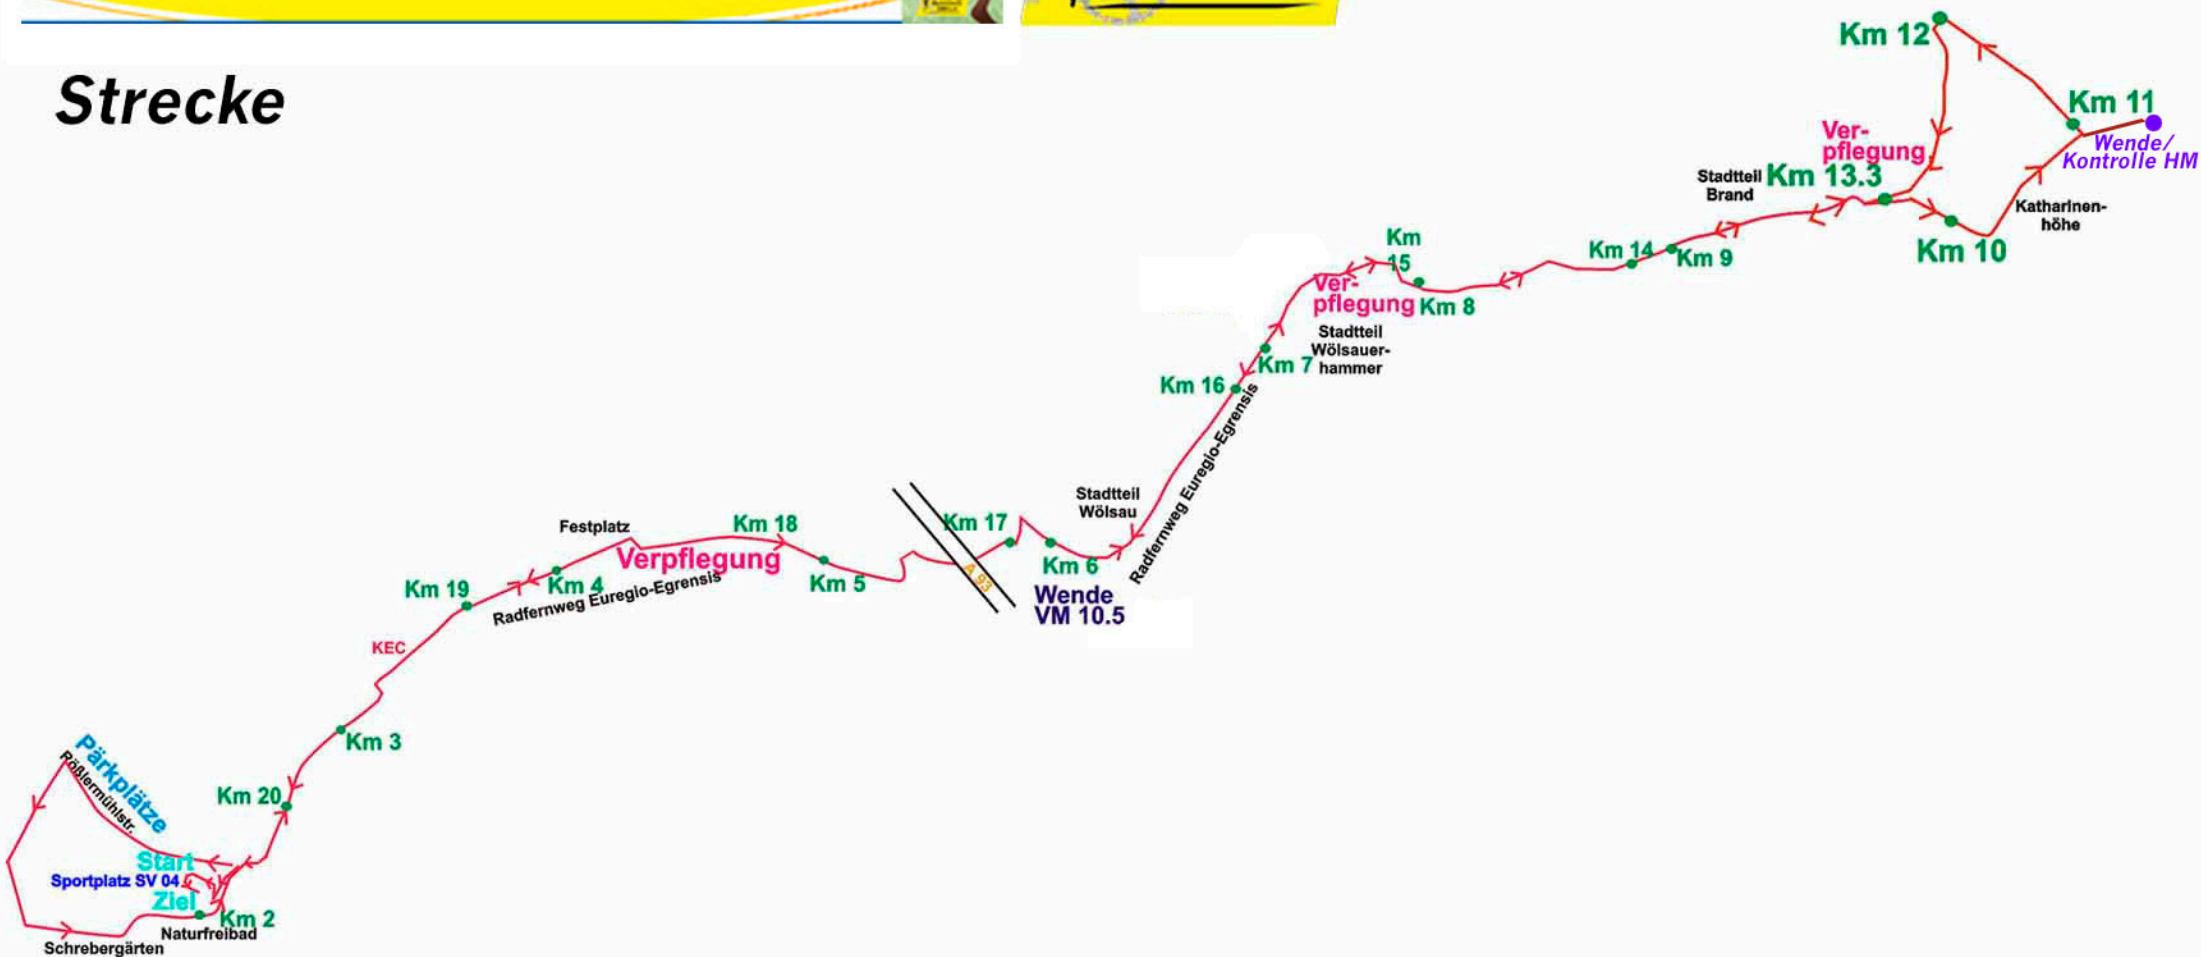 Strecke
Km 12
Km 11
Wende/
Kontrolle HM
Ver-
pflegung
Stadtteil
Brand
Km 13.3
Katharinen-
höhe
Km 10
Km 14
Km 9
Km
15
Ver-
pflegung
Km 8
Stadtteil
Wölsauer-
hammer
Km 7
Km 16
Radfernweg Euregio-Egrensis
Stadtteil
Wölsau
Km 17
Km 6
Wende
VM 10.5
A 93
Festplatz
Km 18
Verpflegung
Km 5
Km 4
Radfernweg Euregio-Egrensis
Km 19
KEC
Km 3
Km 20
Pärkplätze
Rößlermühlstr.
Start
Sportplatz SV 04
Ziel
Km 2
Naturfreibad
Schrebergärten